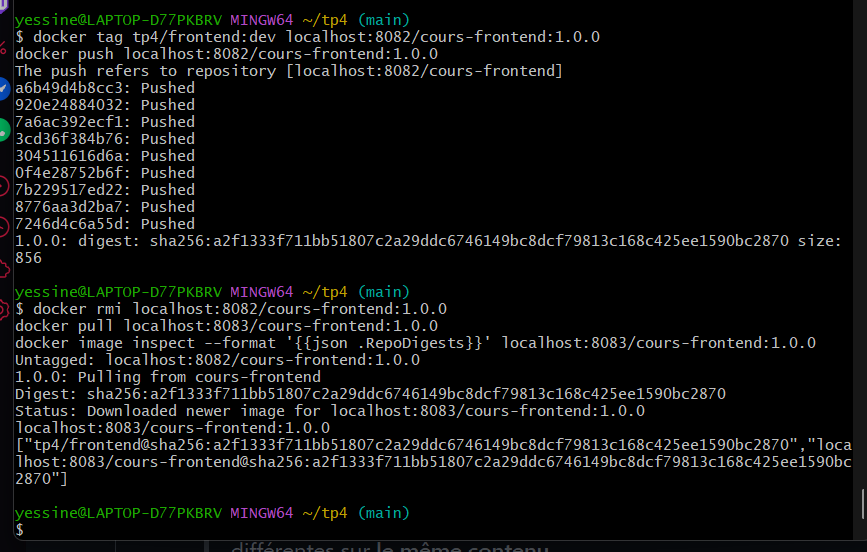 yessine@LAPTOP-D77PKBRV MINGW64 ~/tp4 (main)
$ docker tag tp4/frontend:dev localhost:8082/cours-frontend:1.0.0
docker push localhost:8082/cours-frontend:1.0.0
The push refers to repository [localhost:8082/cours-frontend]
a6b49d4b8cc3: Pushed
920e24884032: Pushed
7a6ac392ecf1: Pushed
3cd36f384b76: Pushed
304511616d6a: Pushed
0f4e28752b6f: Pushed
7b229517ed22: Pushed
8776aa3d2ba7: Pushed
7246d4c6a55d: Pushed
1.0.0: digest: sha256:a2f1333f711bb51807c2a29ddc6746149bc8dcf79813c168c425ee1590bc2870 size:
856
yessine@LAPTOP-D77PKBRV MINGW64 ~/tp4 (main)
$ docker rmi localhost:8082/cours-frontend:1.0.0
docker pull localhost:8083/cours-frontend:1.0.0
docker image inspect --format '{{json .RepoDigests}}' localhost:8083/cours-frontend:1.0.0
Untagged: localhost:8082/cours-frontend:1.0.0
1.0.0: Pulling from cours-frontend
Digest: sha256:a2f1333f711bb51807c2a29ddc6746149bc8dcf79813c168c425ee1590bc2870
Status: Downloaded newer image for localhost:8083/cours-frontend:1.0.0
localhost:8083/cours-frontend:1.0.0
["tp4/frontend@sha256:a2f1333f711bb51807c2a29ddc6746149bc8dcf79813c168c425ee1590bc2870","loca
lhost:8083/cours-frontend@sha256:a2f1333f711bb51807c2a29ddc6746149bc8dcf79813c168c425ee1590bc
2870"]
yessine@LAPTOP-D77PKBRV MINGW64 ~/tp4 (main)
$
différentes sur le même contenu